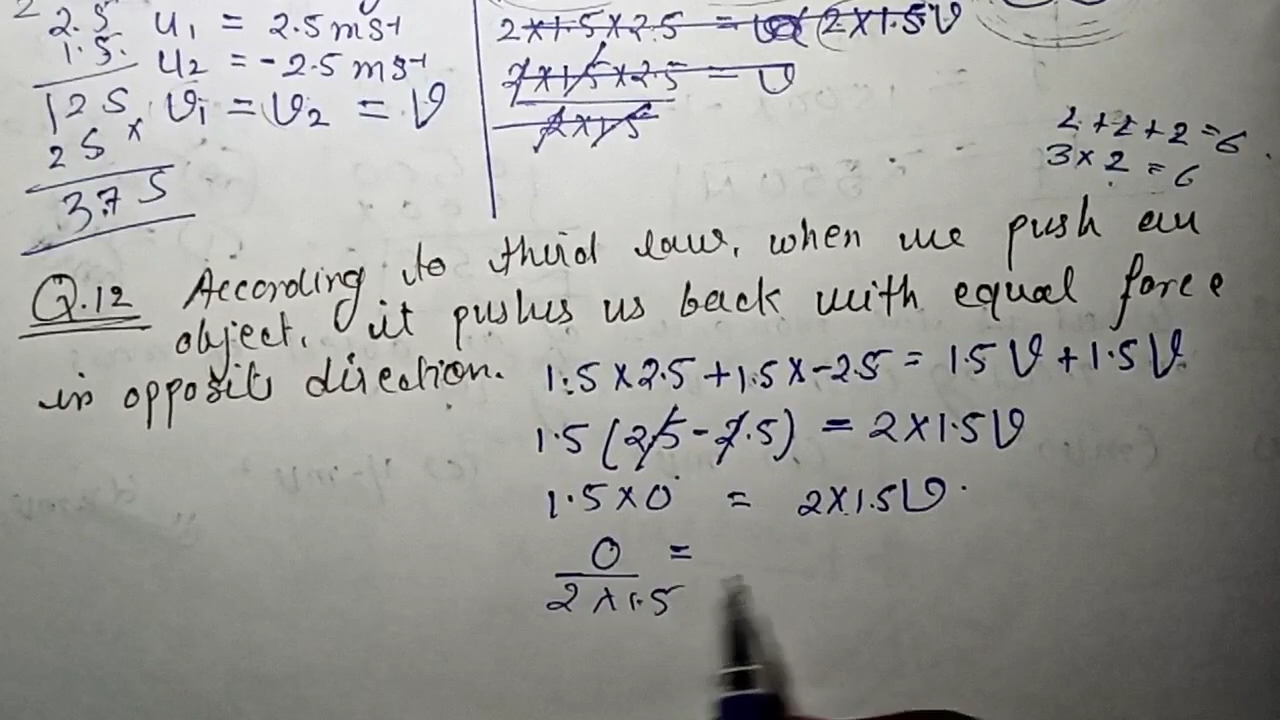 2.5
1.5.
125
25×
375
u₁ = 2.5 ms⁻¹
u₂ = -2.5 ms⁻¹
v₁ = v₂ = v
2×1.5×2.5 = (2×1.5v
2×1.5×2.5 = v
2×1.5
2+2+2=6
3×2=6
Q.12 According to third law, when we push an
object, it pushes us back with equal force
in opposit direction.
1.5×2.5+1.5×-2.5 = 1.5v+1.5v
1.5(2.5-2.5) = 2×1.5v
1.5×0 = 2×1.5v.
0 =
2×1.5